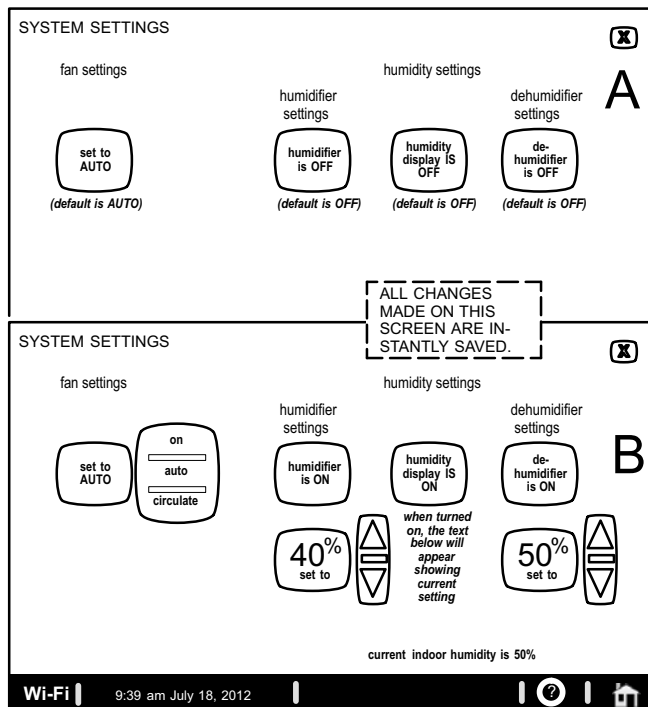 SYSTEM SETTINGS
X
A
fan settings
humidity settings
humidifier
settings
dehumidifier
settings
set to
AUTO
humidifier
is OFF
humidity
display IS
OFF
de-
humidifier
is OFF
(default is AUTO)
(default is OFF)
(default is OFF)
(default is OFF)
ALL CHANGES
MADE ON THIS
SCREEN ARE IN-
STANTLY SAVED.
SYSTEM SETTINGS
X
B
fan settings
humidity settings
humidifier
settings
dehumidifier
settings
set to
AUTO
on
auto
circulate
humidifier
is ON
humidity
display IS
ON
de-
humidifier
is ON
40%
set to
when turned
on, the text
below will
appear
showing
current
setting
50%
set to
current indoor humidity is 50%
Wi-Fi
9:39 am July 18, 2012
?